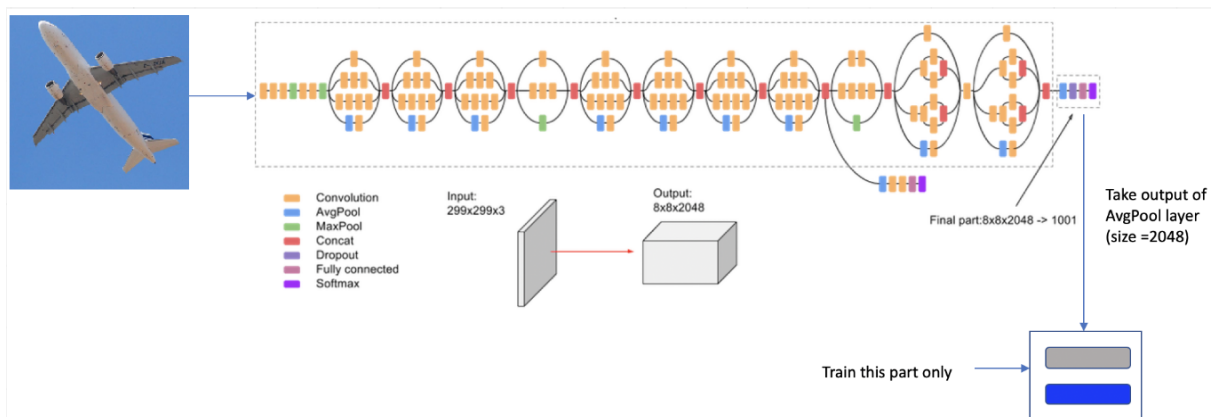 Convolution
AvgPool
MaxPool
Concat
Dropout
Fully connected
Softmax
Input:
299x299x3
Output:
8x8x2048
Final part:8x8x2048 -> 1001
Take output of
AvgPool layer
(size =2048)
Train this part only